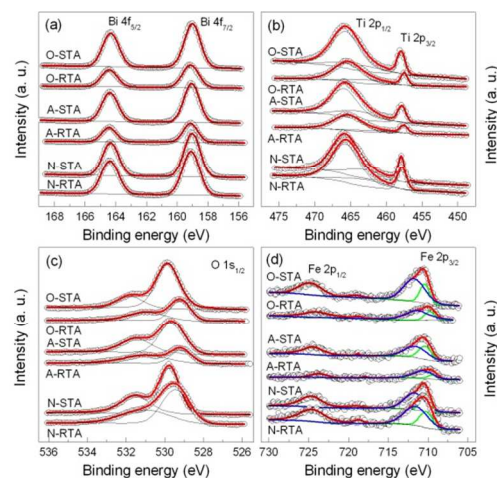 (a) Bi 4f5/2 Bi 4f7/2
O-STA
O-RTA
A-STA
A-RTA
N-STA
N-RTA
168 166 164 162 160 158 156
Binding energy (eV)
Intensity (a. u.)
(b) Ti 2p1/2 Ti 2p3/2
O-STA
O-RTA
A-STA
A-RTA
N-STA
N-RTA
475 470 465 460 455 450
Binding energy (eV)
Intensity (a. u.)
Intensity (a. u.)
(c) O 1s1/2
O-STA
O-RTA
A-STA
A-RTA
N-STA
N-RTA
536 534 532 530 528 526
Binding energy (eV)
Intensity (a. u.)
(d) Fe 2p1/2 Fe 2p3/2
O-STA
O-RTA
A-STA
A-RTA
N-STA
N-RTA
730 725 720 715 710 705
Binding energy (eV)
Intensity (a. u.)
Intensity (a. u.)